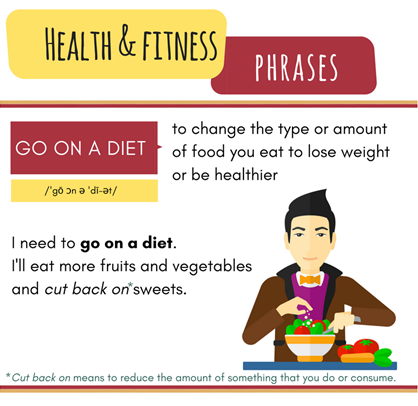 HEALTH & FITNESS
PHRASES
GO ON A DIET
/ˈgō ɔn ə ˈdī-ət/
to change the type or amount
of food you eat to lose weight
or be healthier
I need to go on a diet.
I'll eat more fruits and vegetables
and cut back on*sweets.
*Cut back on means to reduce the amount of something that you do or consume.